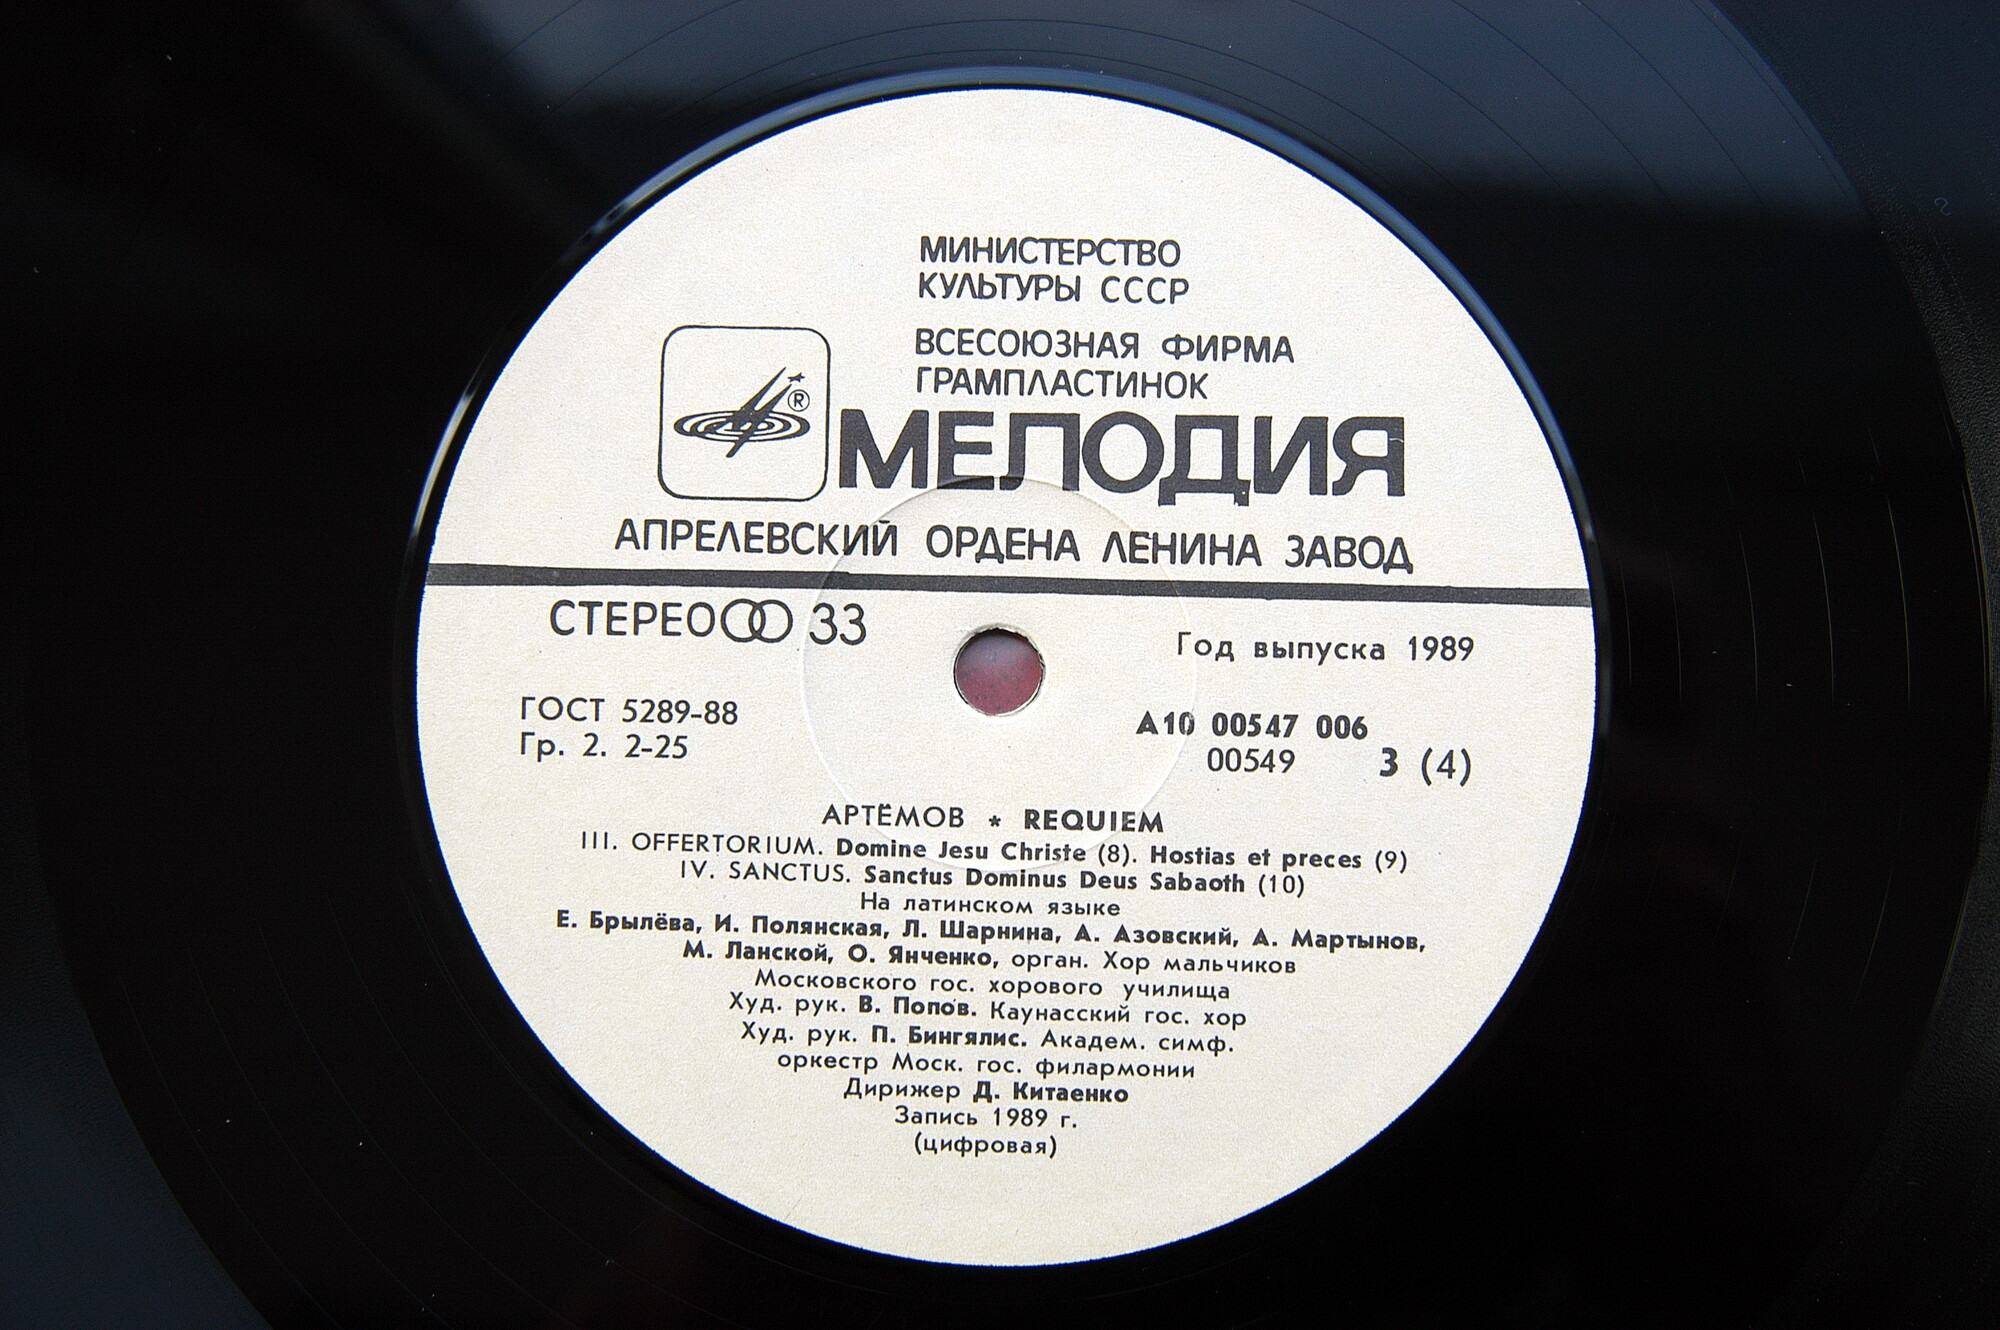 МИНИСТЕРСТВО
КУЛЬТУРЫ СССР
ВСЕСОЮЗНАЯ ФИРМА
ГРАМПЛАСТИНОК
®
МЕЛОДИЯ
АПРЕЛЕВСКИЙ ОРДЕНА ЛЕНИНА ЗАВОД
СТЕРЕО 33
Год выпуска 1989
ГОСТ 5289-88
Гр. 2. 2-25
А10 00547 006
00549 3 (4)
АРТЁМОВ * REQUIEM
III. OFFERTORIUM. Domine Jesu Christe (8). Hostias et preces (9)
IV. SANCTUS. Sanctus Dominus Deus Sabaoth (10)
На латинском языке
Е. Брылёва, И. Полянская, Л. Шарнина, А. Азовский, А. Мартынов,
М. Ланской, О. Янченко, орган. Хор мальчиков
Московского гос. хорового училища
Худ. рук. В. Попов. Каунасский гос. хор
Худ. рук. П. Бингялис. Академ. симф.
оркестр Моск. гос. филармонии
Дирижер Д. Китаенко
Запись 1989 г.
(цифровая)